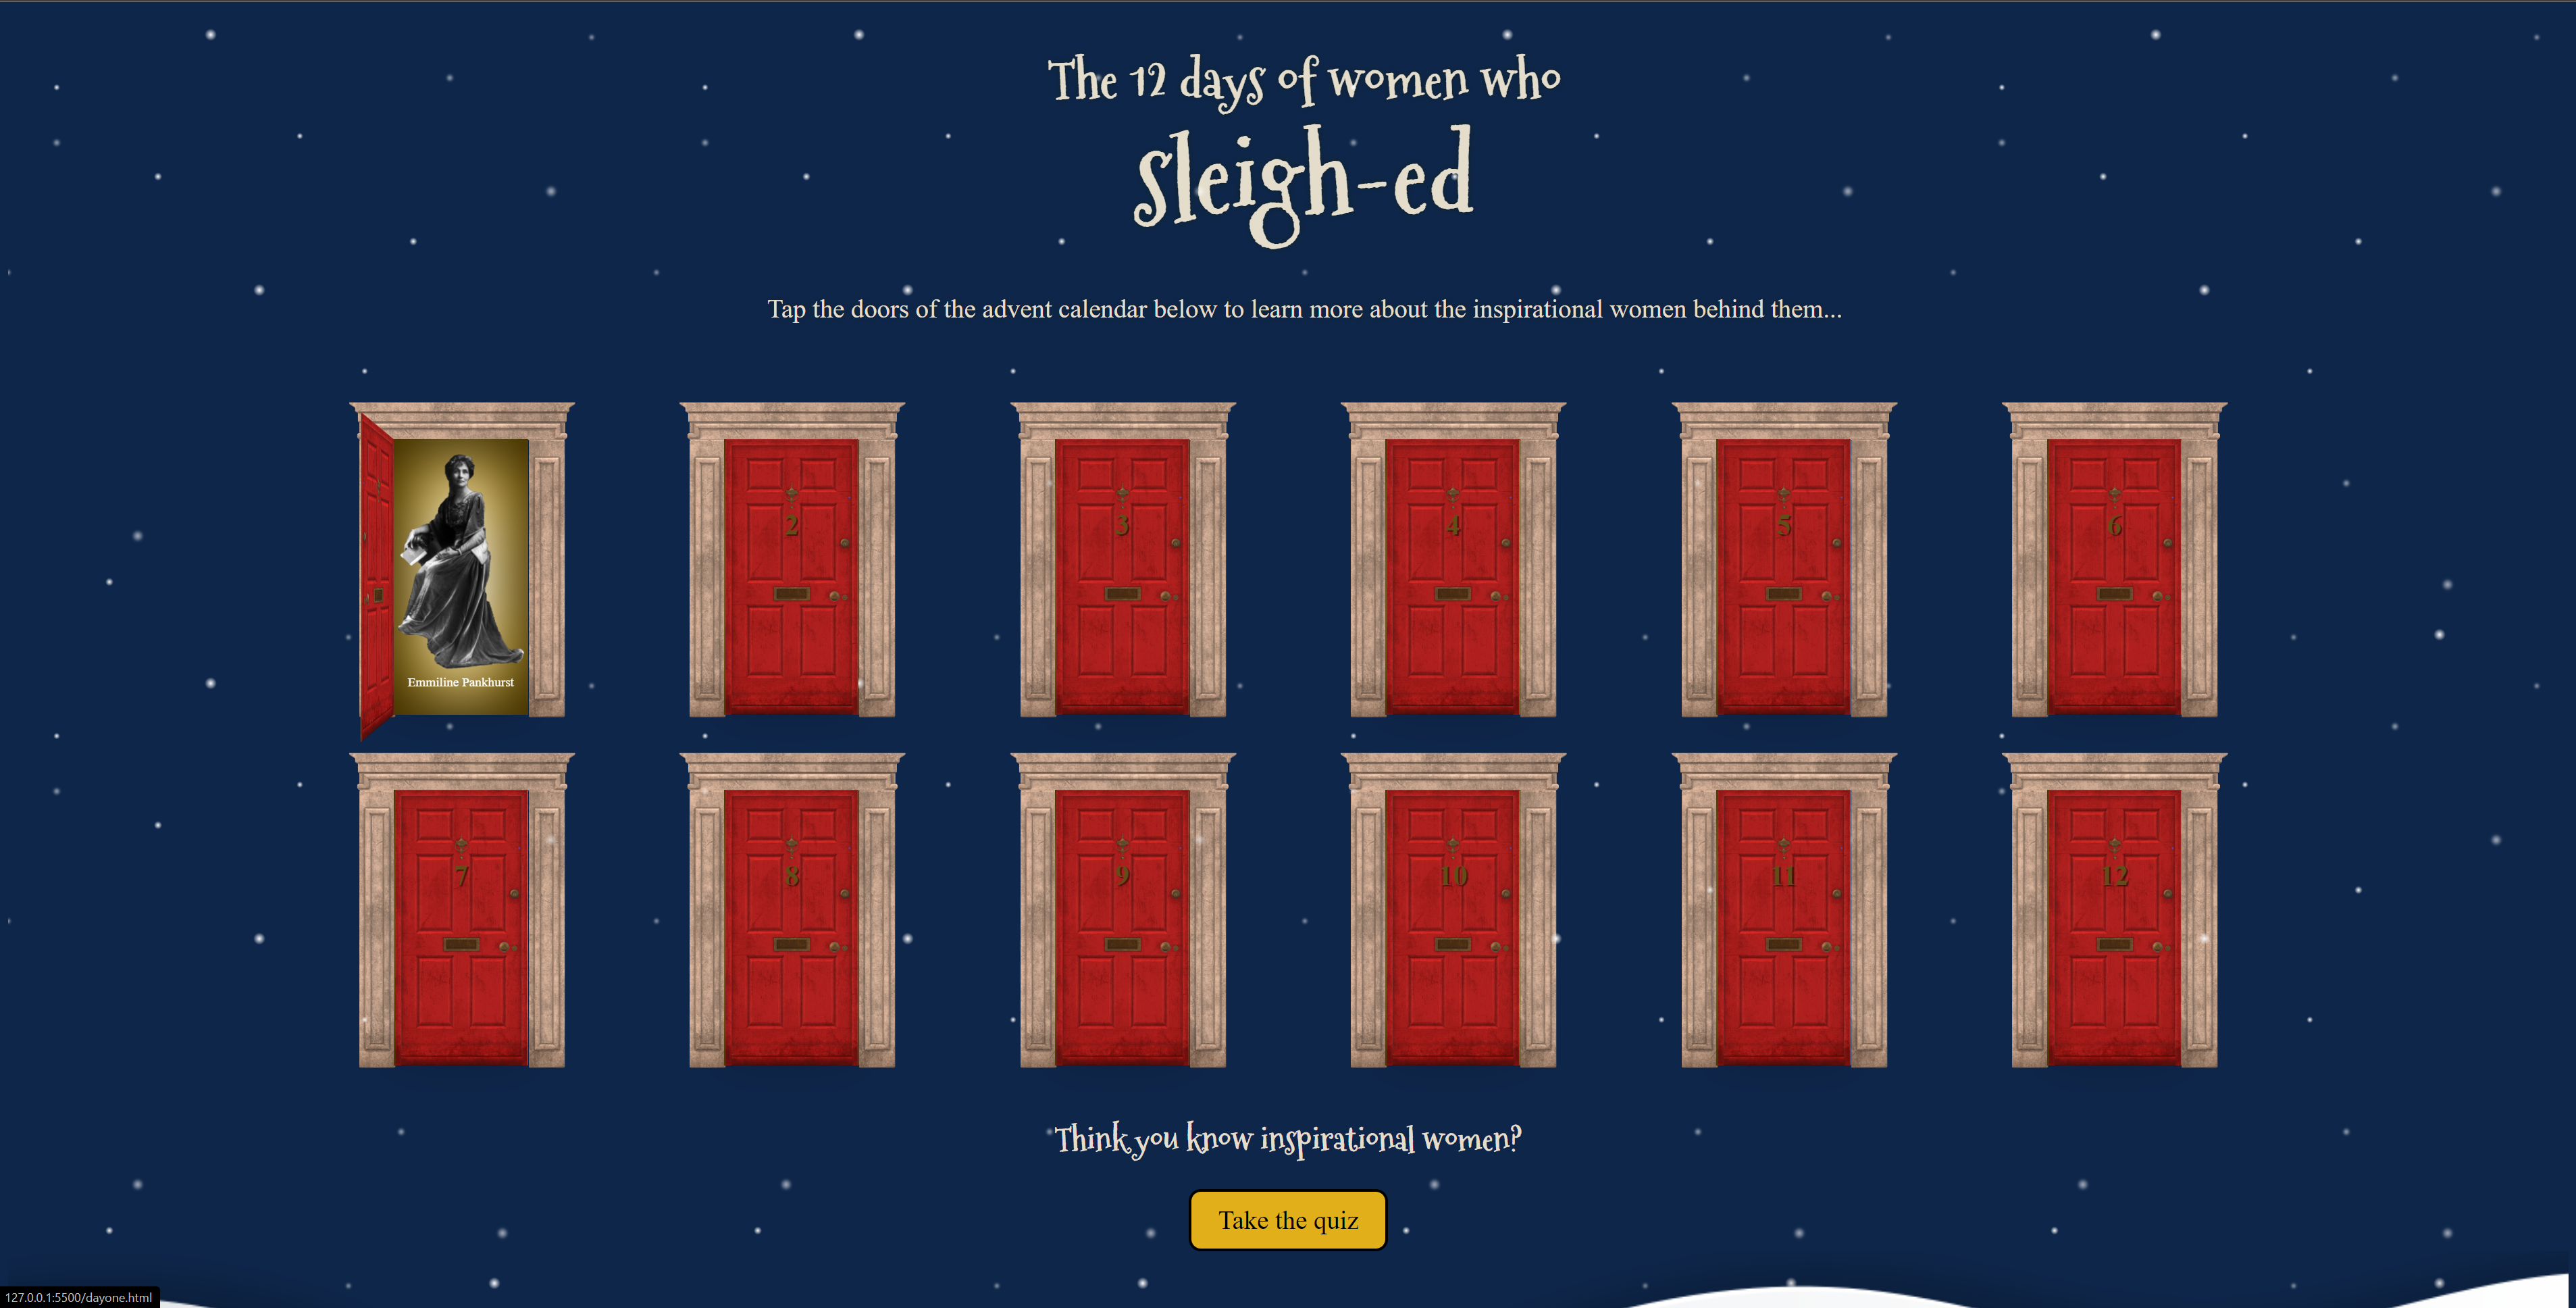 The 12 days of women who
sleigh-ed
Tap the doors of the advent calendar below to learn more about the inspirational women behind them...
Emmiline Pankhurst
2
3
4
5
6
7
8
9
10
11
12
Think you know inspirational women?
Take the quiz
127.0.0.1:5500/dayone.html